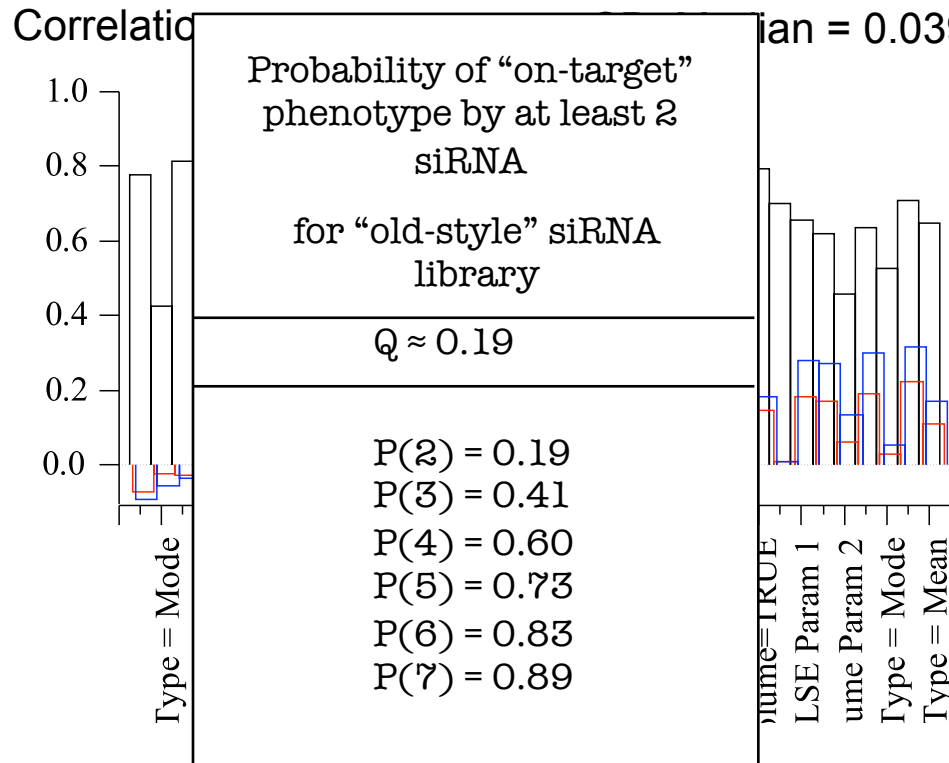 Correlatio
ian = 0.039
Probability of “on-target”
phenotype by at least 2
siRNA
for “old-style” siRNA
library
Q ≈ 0.19
P(2) = 0.19
P(3) = 0.41
P(4) = 0.60
P(5) = 0.73
P(6) = 0.83
P(7) = 0.89
1.0
0.8
0.6
0.4
0.2
0.0
Type = Mode
olume=TRUE
LSE Param 1
ume Param 2
Type = Mode
Type = Mean